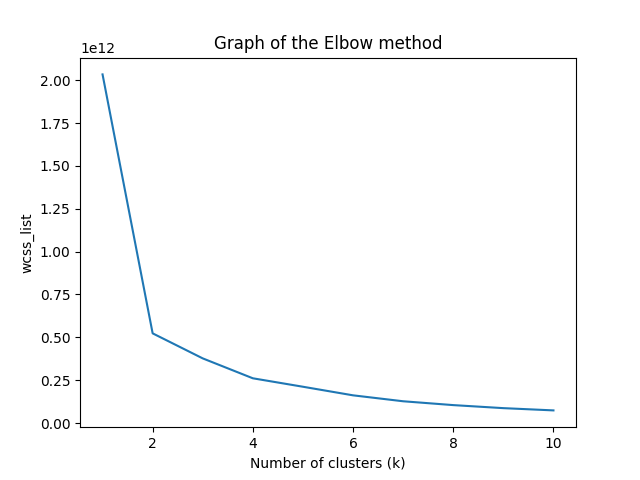 Graph of the Elbow method
1e12
2.00
1.75
1.50
1.25
1.00
0.75
0.50
0.25
0.00
wcss_list
2 4 6 8 10
Number of clusters (k)